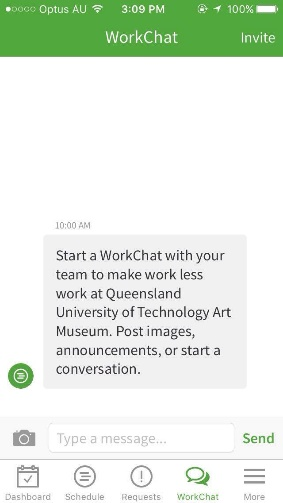 Optus AU 3:09 PM 100%
WorkChat Invite
10:00 AM
Start a WorkChat with your
team to make work less
work at Queensland
University of Technology Art
Museum. Post images,
announcements, or start a
conversation.
Type a message... Send
Dashboard Schedule Requests WorkChat More